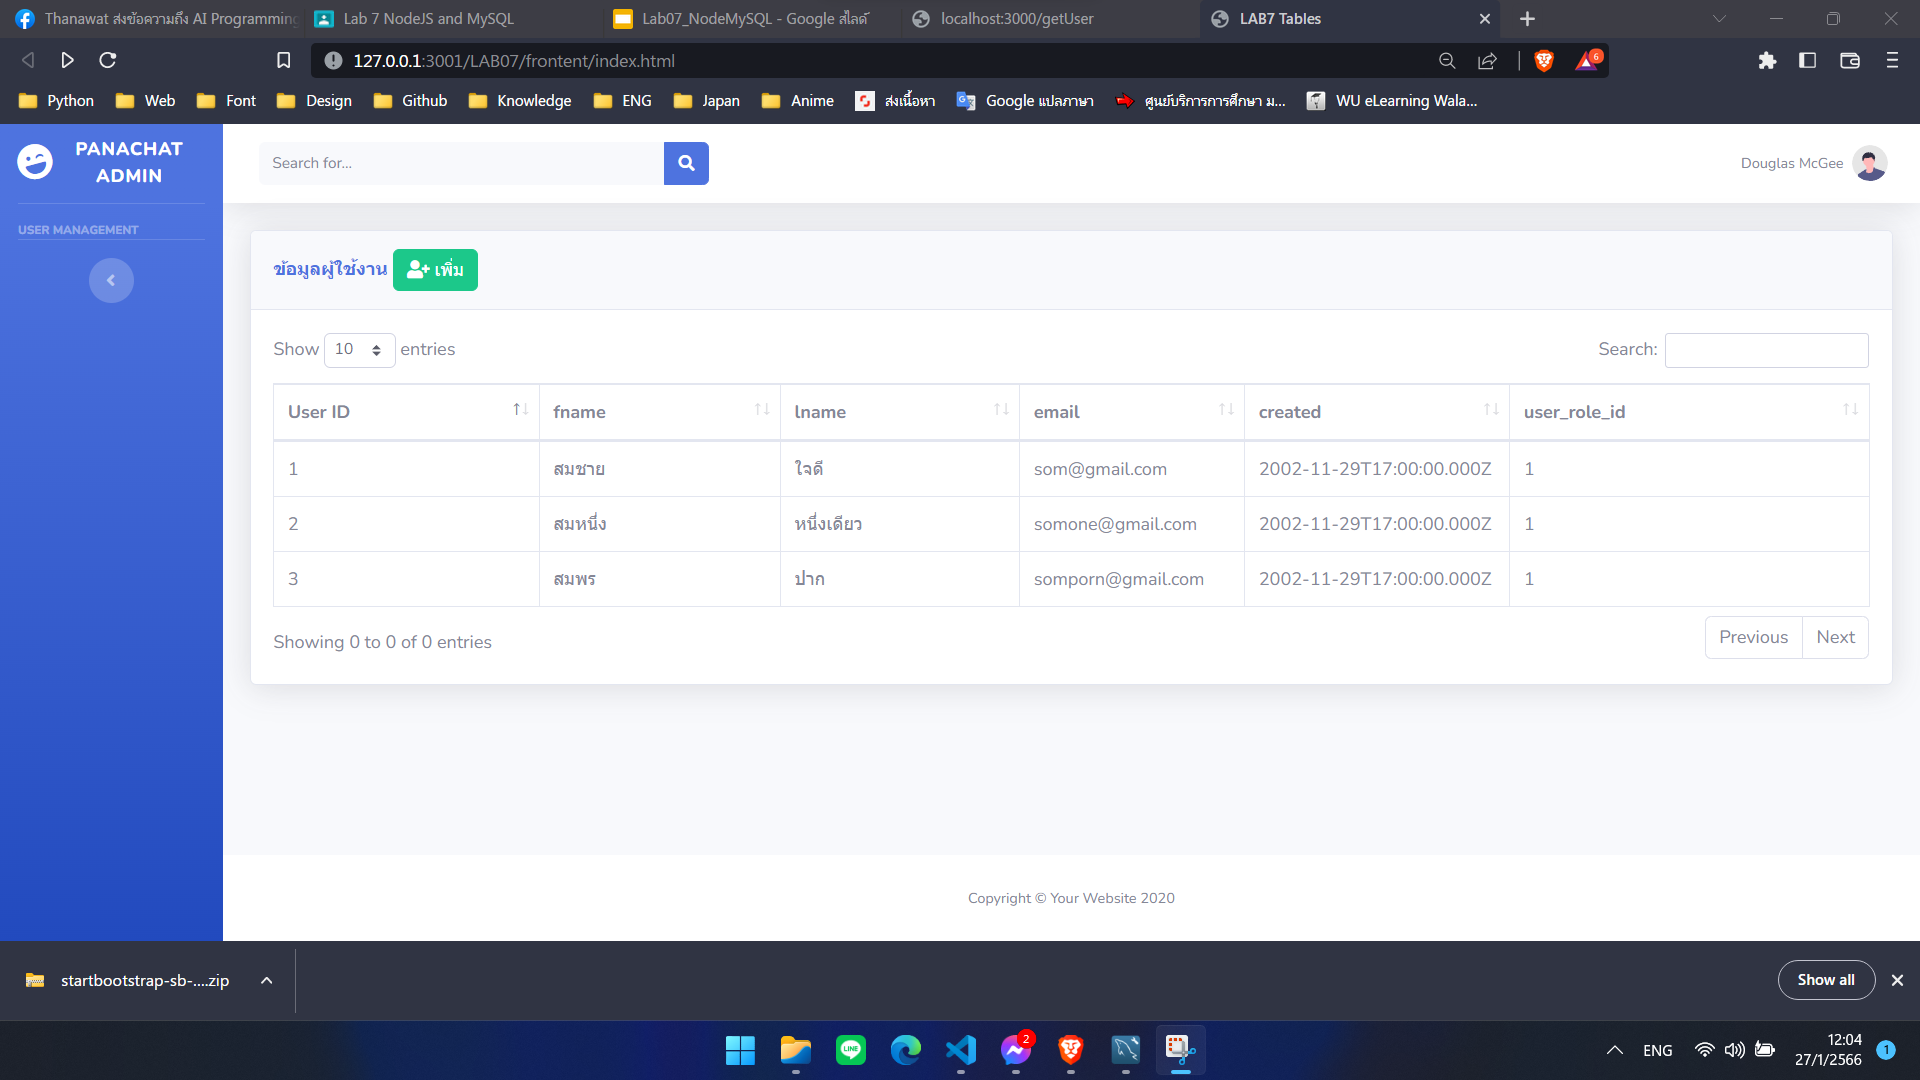 Thanawat ส่งข้อความถึง AI Programming
Lab 7 NodeJS and MySQL
Lab07_NodeMySQL - Google สไลด์
localhost:3000/getUser
LAB7 Tables
127.0.0.1:3001/LAB07/frontent/index.html
6
Python
Web
Font
Design
Github
Knowledge
ENG
Japan
Anime
ส่งเนื้อหา
Google แปลภาษา
ศูนย์บริการการศึกษา ม...
WU eLearning Wala...
PANACHAT
ADMIN
Search for...
Douglas McGee
USER MANAGEMENT
ข้อมูลผู้ใช้งาน
เพิ่ม
Show 10 entries
Search:
User ID fname lname email created user_role_id
1 สมชาย ใจดี som@gmail.com 2002-11-29T17:00:00.000Z 1
2 สมหนึ่ง หนึ่งเดียว somone@gmail.com 2002-11-29T17:00:00.000Z 1
3 สมพร ปาก somporn@gmail.com 2002-11-29T17:00:00.000Z 1
Showing 0 to 0 of 0 entries
Previous Next
Copyright © Your Website 2020
startbootstrap-sb-....zip
Show all
LINE
2
ENG
12:04
27/1/2566
1